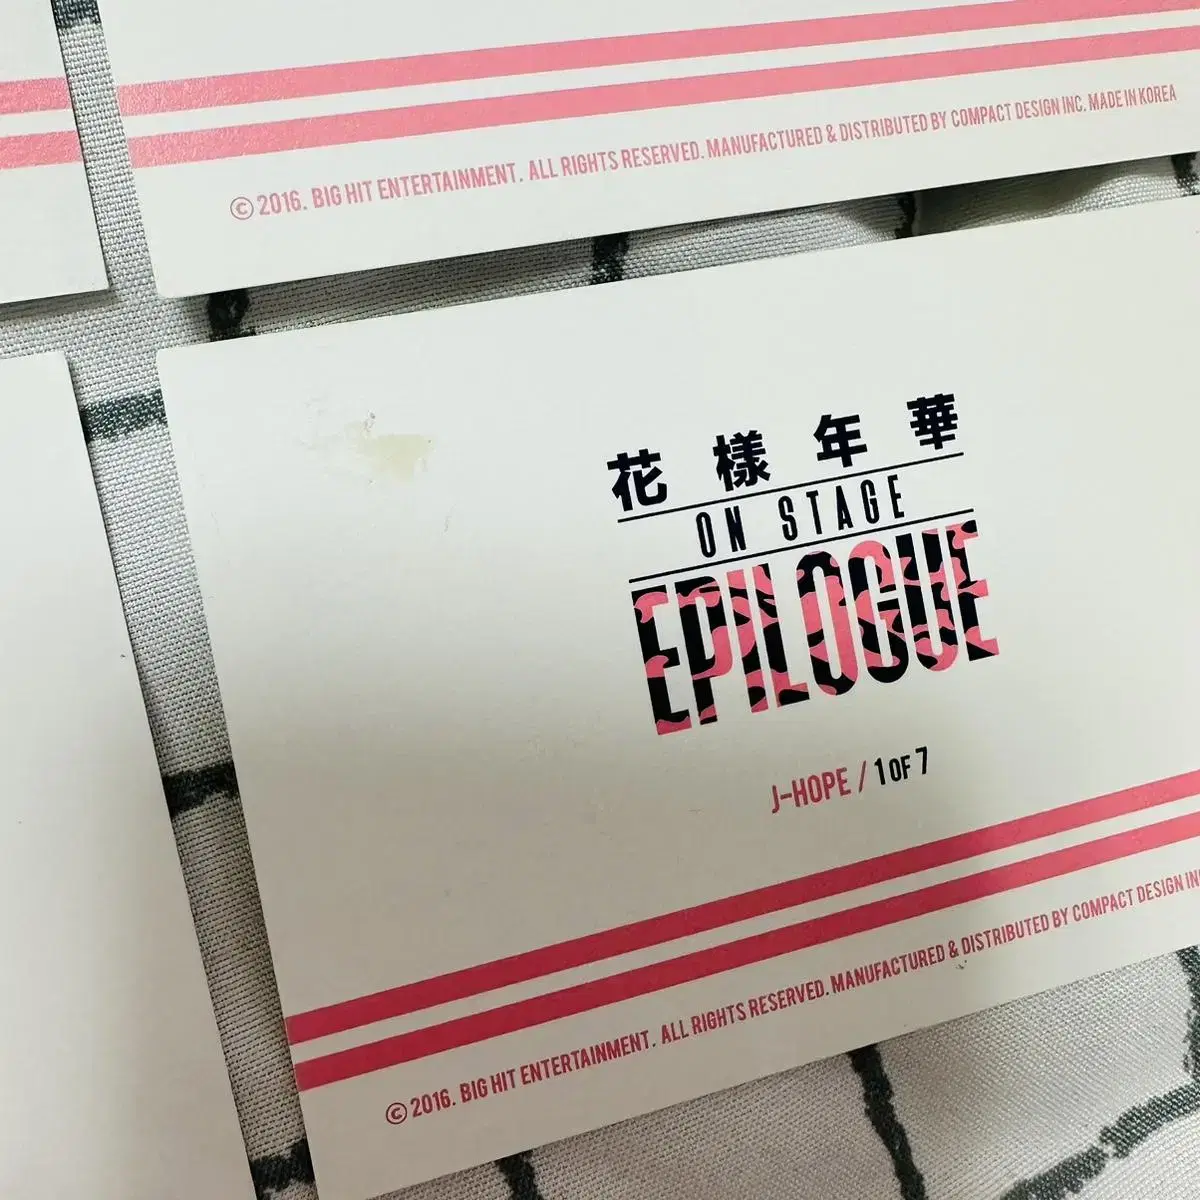 © 2016. BIG HIT ENTERTAINMENT. ALL RIGHTS RESERVED. MANUFACTURED & DISTRIBUTED BY COMPACT DESIGN INC. MADE IN KOREA
花樣年華
ON STAGE
EPILOGUE
J-HOPE / 1 OF 7
© 2016. BIG HIT ENTERTAINMENT. ALL RIGHTS RESERVED. MANUFACTURED & DISTRIBUTED BY COMPACT DESIGN IN